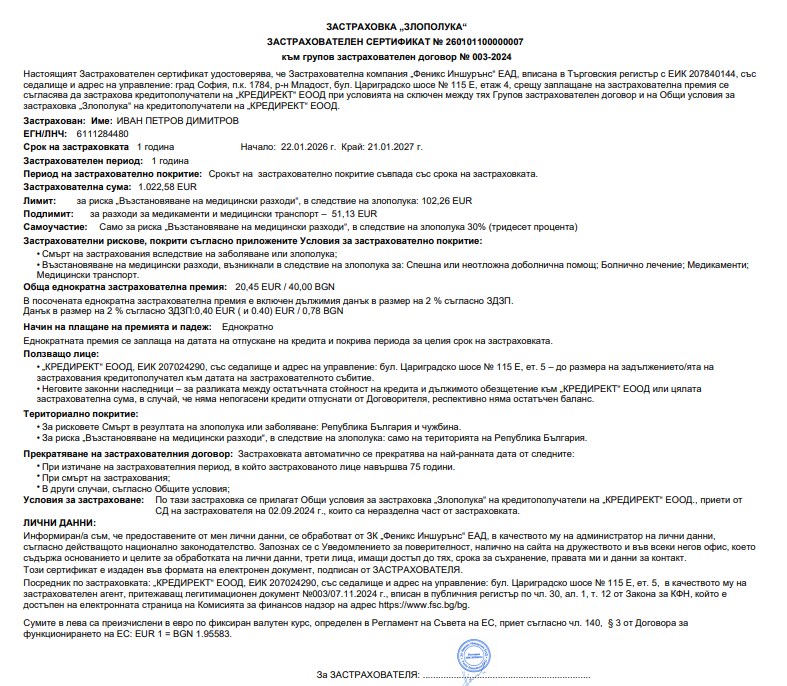 ЗАСТРАХОВКА „ЗЛОПОЛУКА“
ЗАСТРАХОВАТЕЛЕН СЕРТИФИКАТ № 260101100000007
към групов застрахователен договор № 003-2024
Настоящият Застрахователен сертификат удостоверява, че Застрахователна компания „Феникс Иншурънс“ ЕАД, вписана в Търговския регистър с ЕИК 207840144, със
седалище и адрес на управление: град София, п.к. 1784, р-н Младост, бул. Цариградско шосе № 115 Е, етаж 4, срещу заплащане на застрахователна премия се
съгласява да застрахова кредитополучатели на „КРЕДИРЕКТ“ ЕООД при условията на сключен между тях Групов застрахователен договор и на Общи условия за
застраховка „Злополука“ на кредитополучатели на „КРЕДИРЕКТ“ ЕООД.
Застрахован: Име: ИВАН ПЕТРОВ ДИМИТРОВ
ЕГН/ЛНЧ: 6111284480
Срок на застраховката 1 година Начало: 22.01.2026 г. Край: 21.01.2027 г.
Застрахователен период: 1 година
Период на застрахователно покритие: Срокът на застрахователно покритие съвпада със срока на застраховката.
Застрахователна сума: 1.022,58 EUR
Лимит: за риска „Възстановяване на медицински разходи“, в следствие на злополука: 102,26 EUR
Подлимит: за разходи за медикаменти и медицински транспорт – 51,13 EUR
Самоучастие: Само за риска „Възстановяване на медицински разходи“, в следствие на злополука 30% (тридесет процента)
Застрахователни рискове, покрити съгласно приложените Условия за застрахователно покритие:
• Смърт на застрахования вследствие на заболяване или злополука;
• Възстановяване на медицински разходи, възникнали в следствие на злополука за: Спешна или неотложна доболнична помощ; Болнично лечение; Медикаменти;
Медицински транспорт.
Обща еднократна застрахователна премия: 20,45 EUR / 40,00 BGN
В посочената еднократна застрахователна премия е включен дължимия данък в размер на 2 % съгласно ЗДЗП.
Данък в размер на 2 % съгласно ЗДЗП:0,40 EUR ( и 0.40) EUR / 0,78 BGN
Начин на плащане на премията и падеж: Еднократно
Еднократната премия се заплаща на датата на отпускане на кредита и покрива периода за целия срок на застраховката.
Ползващо лице:
• „КРЕДИРЕКТ“ ЕООД, ЕИК 207024290, със седалище и адрес на управление: бул. Цариградско шосе № 115 Е, ет. 5 – до размера на задължението/ята на
застрахования кредитополучател към датата на застрахователното събитие.
• Неговите законни наследници – за разликата между остатъчната стойност на кредита и дължимото обезщетение към „КРЕДИРЕКТ“ ЕООД или цялата
застрахователна сума, в случай, че няма непогасени кредити отпуснати от Договорителя, респективно няма остатъчен баланс.
Териториално покритие:
• За рисковете Смърт в резултата на злополука или заболяване: Република България и чужбина.
• За риска „Възстановяване на медицински разходи“, в следствие на злополука: само на територията на Република България.
Прекратяване на застрахователния договор: Застраховката автоматично се прекратява на най-ранната дата от следните:
• При изтичане на застрахователния период, в който застрахованото лице навършва 75 години.
• При смърт на застрахования;
• В други случаи, съгласно Общите условия;
Условия за застраховане: По тази застраховка се прилагат Общи условия за застраховка „Злополука“ на кредитополучатели на „КРЕДИРЕКТ“ ЕООД., приети от
СД на застрахователя на 02.09.2024 г., които са неразделна част от застраховката.
ЛИЧНИ ДАННИ:
Информиран/а съм, че предоставените от мен лични данни, се обработват от ЗК „Феникс Иншурънс“ ЕАД, в качеството му на администратор на лични данни,
съгласно действащото национално законодателство. Запознах се с Уведомлението за поверителност, налично на сайта на дружеството и във всеки негов офис, което
съдържа основанието и целите за обработката на лични данни, трети лица, имащи достъп до тях, срока за съхранение, правата ми и данни за контакт.
Този сертификат е издаден във формата на електронен документ, подписан от ЗАСТРАХОВАТЕЛЯ.
Посредник по застраховката: „КРЕДИРЕКТ“ ЕООД, ЕИК 207024290, със седалище и адрес на управление: бул. Цариградско шосе № 115 Е, ет. 5, в качеството му на
застрахователен агент, притежаващ легитимационен документ №003/07.11.2024 г., вписан в публичния регистър по чл. 30, ал. 1, т. 12 от Закона за КФН, който е
достъпен на електронната страница на Комисията за финансов надзор на адрес https://www.fsc.bg/bg.
Сумите в лева са преизчислени в евро по фиксиран валутен курс, определен в Регламент на Съвета на ЕС, приет съгласно чл. 140, § 3 от Договора за
функционирането на ЕС: EUR 1 = BGN 1.95583.
За ЗАСТРАХОВАТЕЛЯ: ..............................................................